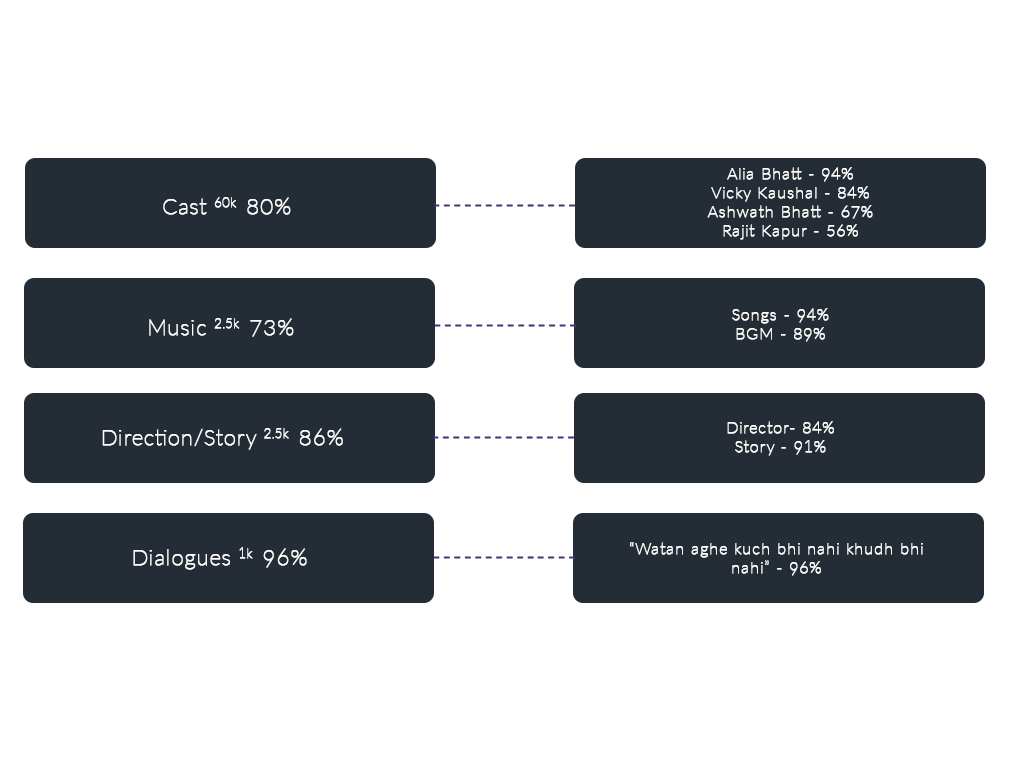 Cast 60k 80%
Alia Bhatt - 94%
Vicky Kaushal - 84%
Ashwath Bhatt - 67%
Rajit Kapur - 56%
Music 2.5k 73%
Songs - 94%
BGM - 89%
Direction/Story 2.5k 86%
Director- 84%
Story - 91%
Dialogues 1k 96%
"Watan aghe kuch bhi nahi khudh bhi
nahi" - 96%